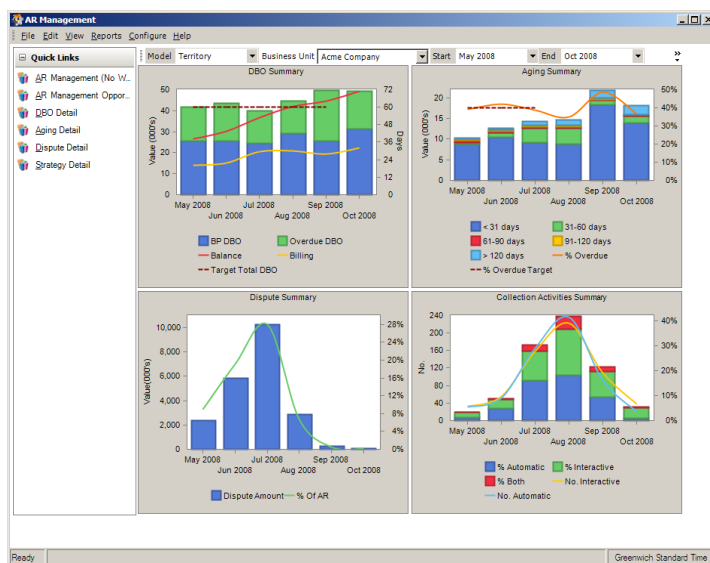 AR Management
File Edit View Reports Configure Help
Quick Links
AR Management (No W...
AR Management Oppor...
DBO Detail
Aging Detail
Dispute Detail
Strategy Detail
Model Territory Business Unit Acme Company Start May 2008 End Oct 2008
DBO Summary
Value (000's)
50
40
30
20
10
0
72
60
48
36
24
12
0
Days
May 2008 Jul 2008 Sep 2008
Jun 2008 Aug 2008 Oct 2008
BP DBO Overdue DBO
Balance Billing
Target Total DBO
Aging Summary
Value (000's)
20
15
10
5
0
60%
50%
40%
30%
20%
10%
0%
May 2008 Jul 2008 Sep 2008
Jun 2008 Aug 2008 Oct 2008
< 31 days 31-60 days
61-90 days 91-120 days
> 120 days % Overdue
% Overdue Target
Dispute Summary
Value(000's)
10,000
8,000
6,000
4,000
2,000
0
28%
24%
20%
16%
12%
8%
4%
0%
May 2008 Jul 2008 Sep 2008
Jun 2008 Aug 2008 Oct 2008
Dispute Amount % Of AR
Collection Activities Summary
No.
240
200
160
120
80
40
0
40%
30%
20%
10%
0%
May 2008 Jul 2008 Sep 2008
Jun 2008 Aug 2008 Oct 2008
% Automatic % Interactive
% Both No. Interactive
No. Automatic
Ready
Greenwich Standard Time